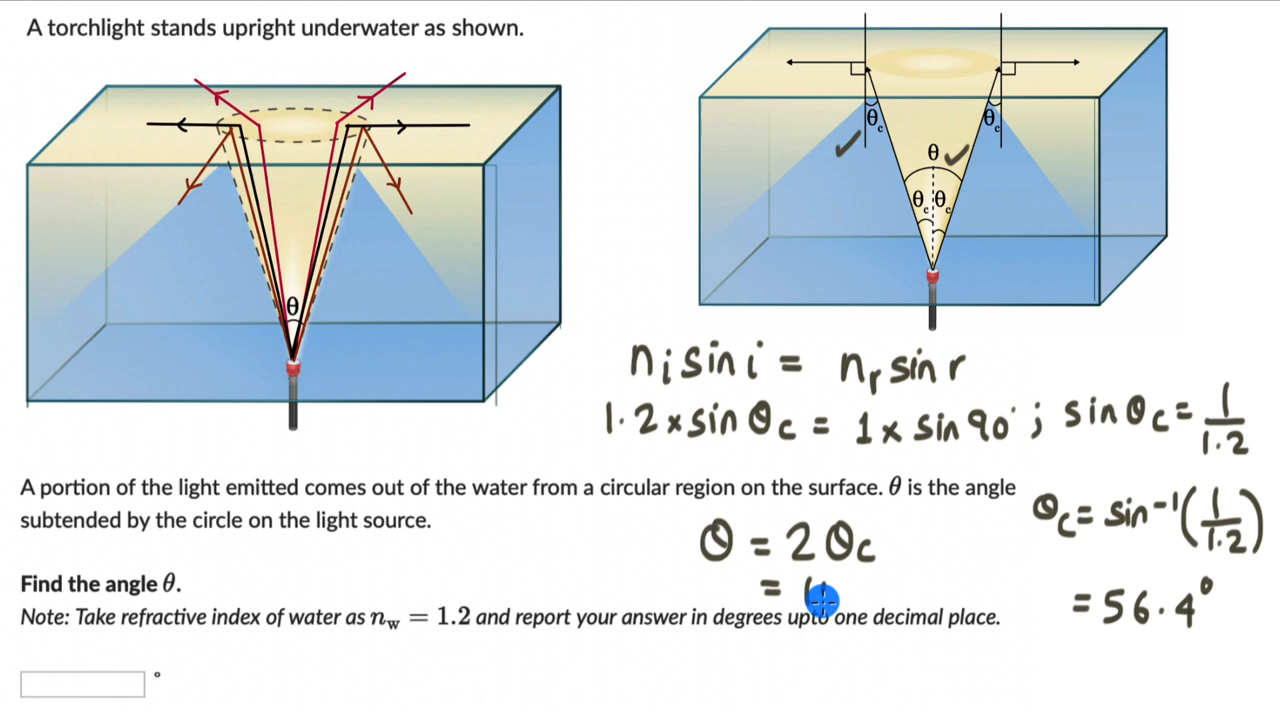 A torchlight stands upright underwater as shown.
θ
θc θc
θ
θc θc
nᵢ sin i = nᵣ sin r
1.2 × sin θc = 1 × sin 90° ; sin θc = 1/1.2
A portion of the light emitted comes out of the water from a circular region on the surface. θ is the angle
subtended by the circle on the light source.
θc = sin⁻¹(1/1.2)
θ = 2θc
Find the angle θ.
=
= 56.4°
Note: Take refractive index of water as n_w = 1.2 and report your answer in degrees upto one decimal place.
°